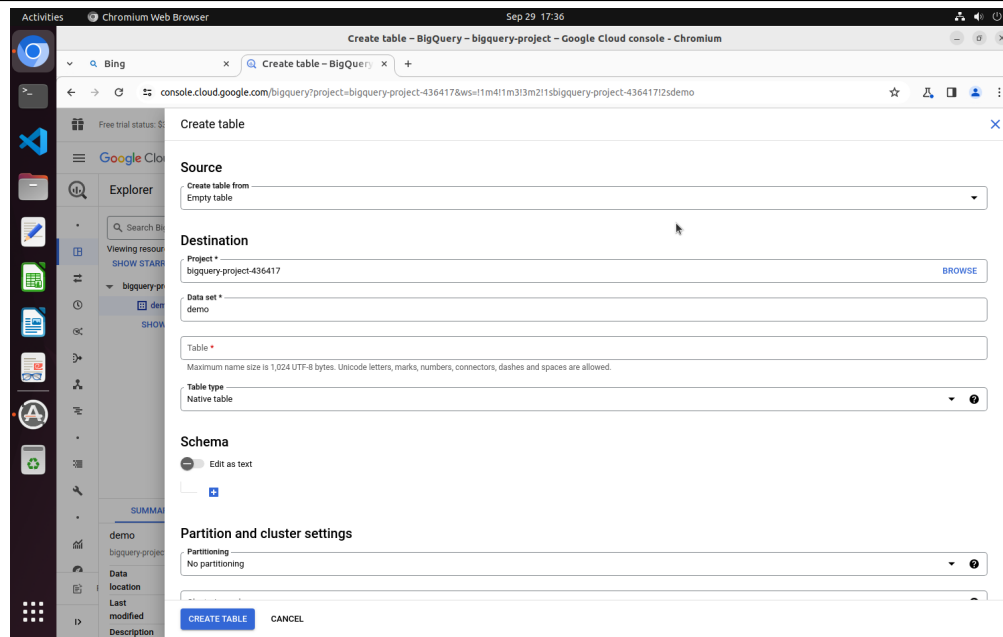 Activities
Chromium Web Browser
Sep 29 17:36
Create table – BigQuery – bigquery-project – Google Cloud console - Chromium
Bing
Create table – BigQuery
console.cloud.google.com/bigquery?project=bigquery-project-436417&ws=!1m4!1m3!3m2!1sbigquery-project-436417!2sdemo
Free trial status: $
Create table
Google Clo
Explorer
Search Bi
Viewing resour
SHOW STARR
bigquery-pr
dem
SHOW
Source
Create table from
Empty table
Destination
Project *
bigquery-project-436417
BROWSE
Data set *
demo
Table *
Maximum name size is 1,024 UTF-8 bytes. Unicode letters, marks, numbers, connectors, dashes and spaces are allowed.
Table type
Native table
Schema
Edit as text
SUMMA
demo
bigquery-projec
Data
location
Last
modified
Description
Partition and cluster settings
Partitioning
No partitioning
CREATE TABLE
CANCEL